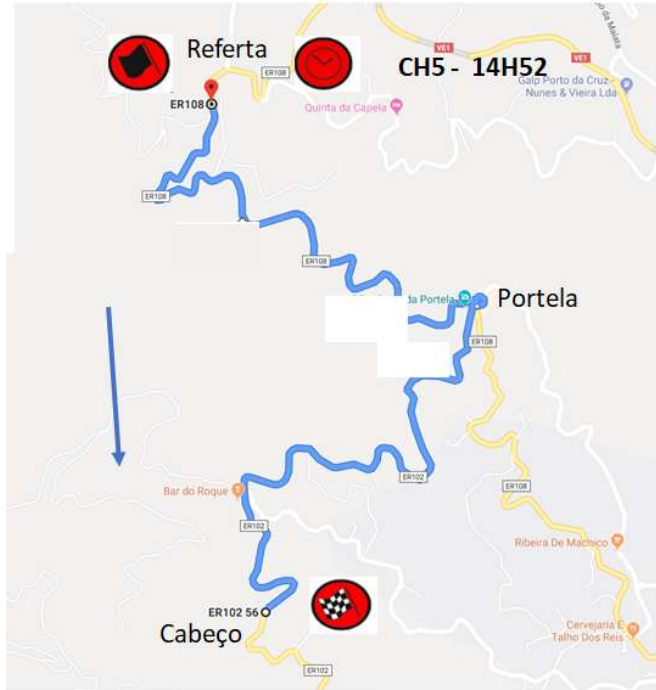 VE1
Referta
ER108
CH5 - 14H52
VE1
Galp Porto da Cruz -
Nunes & Vieira Lda
ER108
Quinta da Capela
ER108
ER108
da Portela
Portela
ER108
ER102
Bar do Roque
ER102
ER108
Ribeira De Machico
ER102 56
Cabeço
Cervejaria E
Talho Dos Reis
ER102